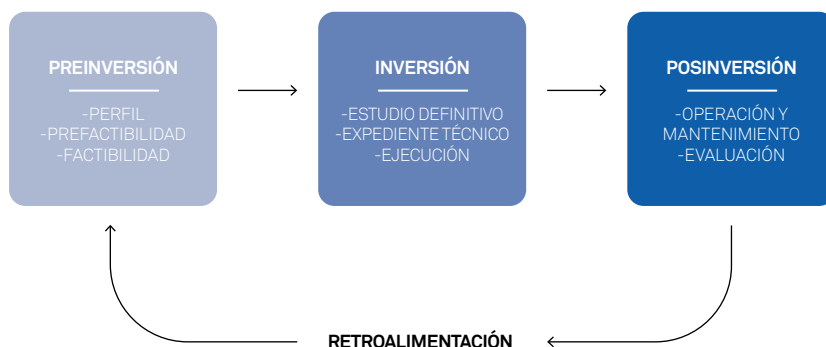 PREINVERSIÓN
-PERFIL
-PREFACTIBILIDAD
-FACTIBILIDAD
INVERSIÓN
-ESTUDIO DEFINITIVO
-EXPEDIENTE TÉCNICO
-EJECUCIÓN
POSINVERSIÓN
-OPERACIÓN Y
MANTENIMIENTO
-EVALUACIÓN
RETROALIMENTACIÓN